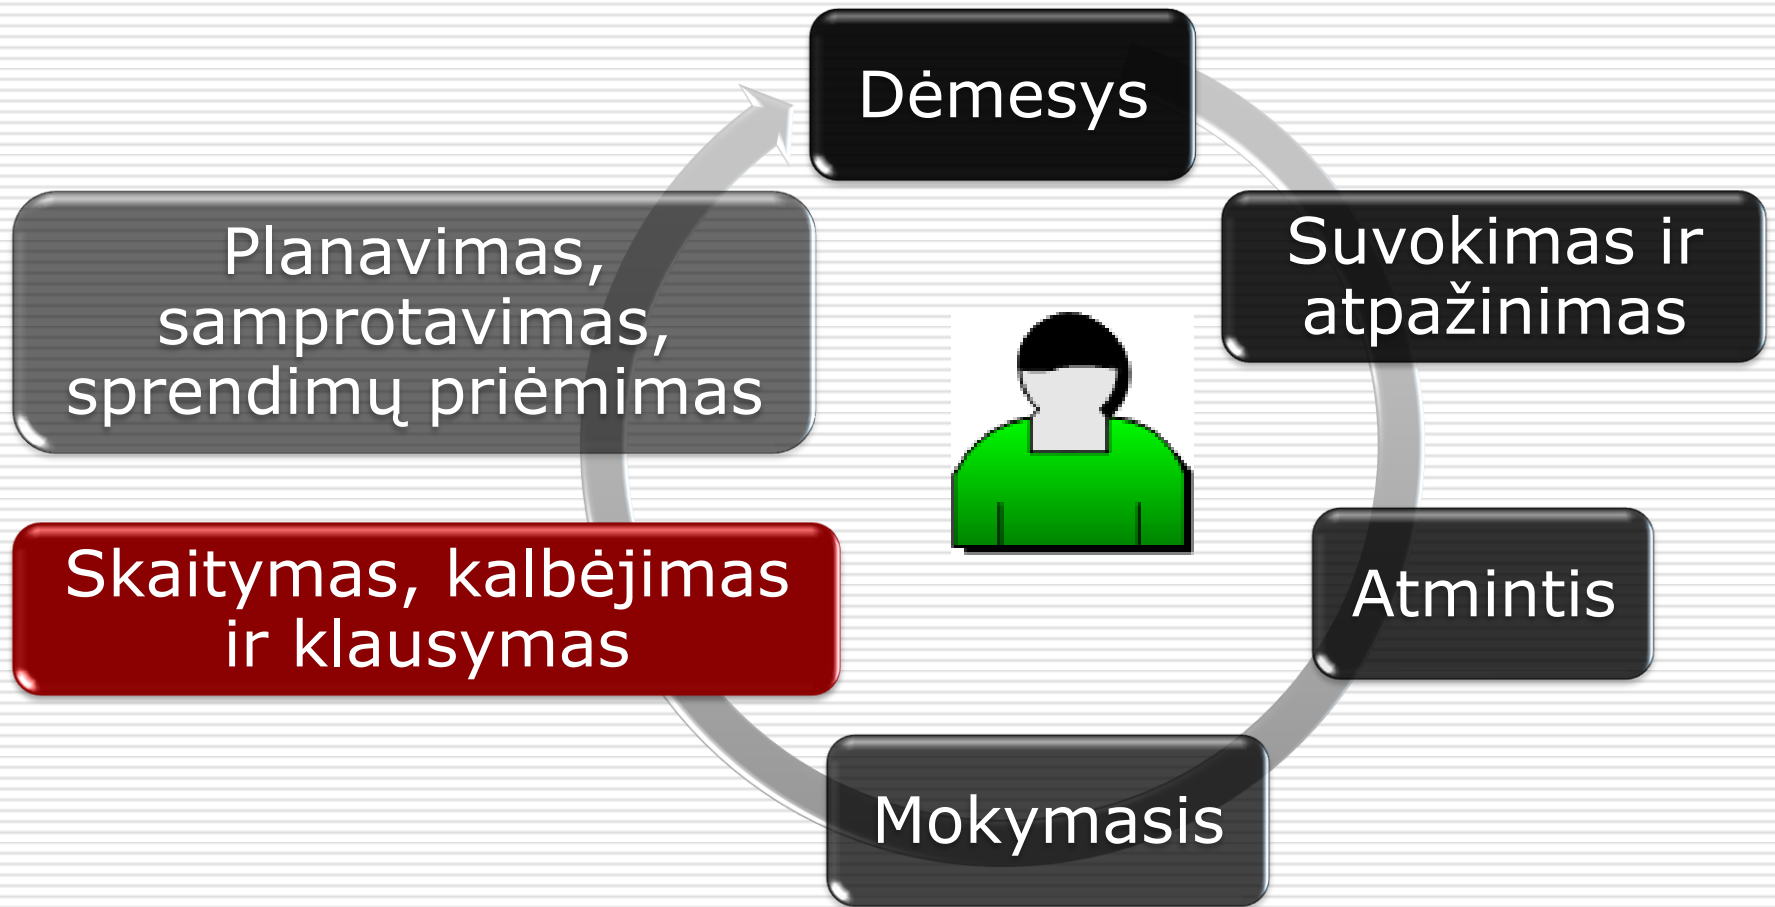 Dėmesys
Suvokimas ir
atpažinimas
Atmintis
Mokymasis
Skaitymas, kalbėjimas
ir klausymas
Planavimas,
samprotavimas,
sprendimų priėmimas